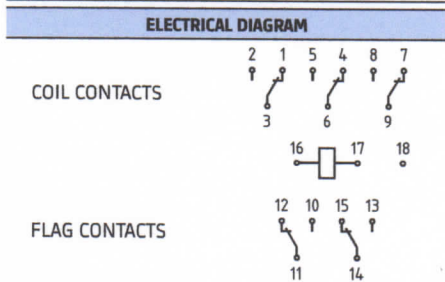 ELECTRICAL DIAGRAM
2 1 5 4 8 7
COIL CONTACTS
3 6 9
16 17 18
12 10 15 13
FLAG CONTACTS
11 14